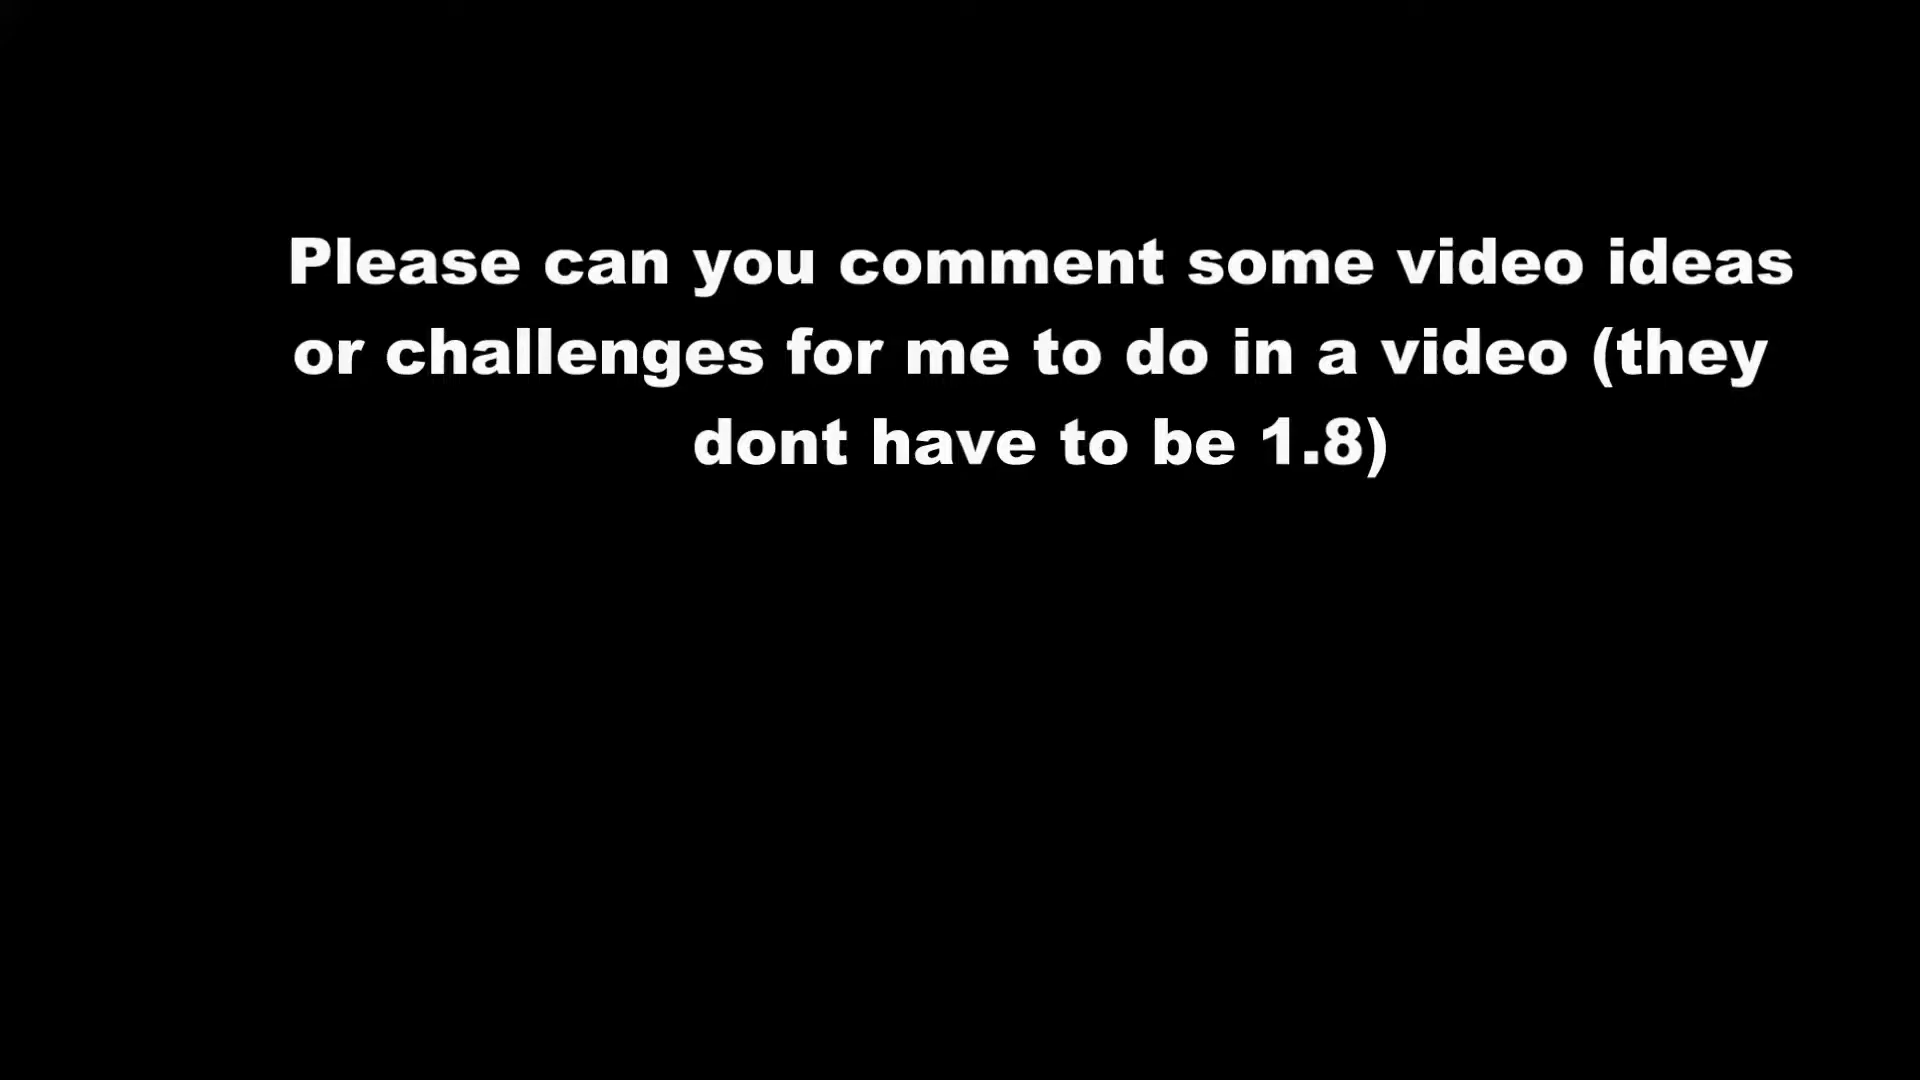 Please can you comment some video ideas
or challenges for me to do in a video (they
dont have to be 1.8)